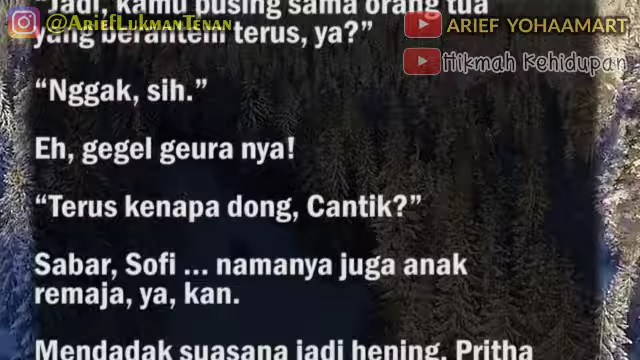 "Jadi, kamu pusing sama orang tua
@AriefLukmanTenan
ARIEF YOHAAMART
yang berantem terus, ya?"
Hikmah Kehidupan
"Nggak, sih."
Eh, gegel geura nya!
"Terus kenapa dong, Cantik?"
Sabar, Sofi ... namanya juga anak
remaja, ya, kan.
Mendadak suasana jadi hening. Pritha